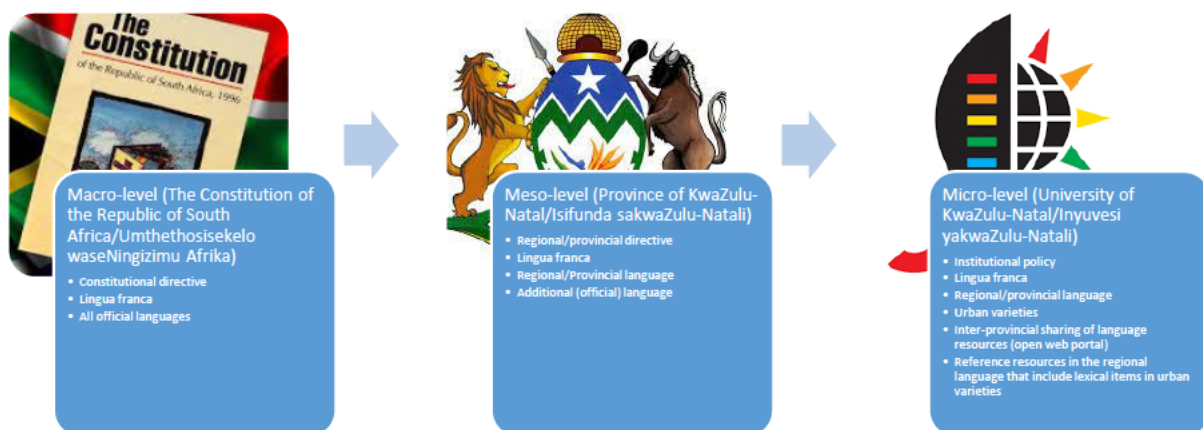 The
Constitution
of the Republic of South Africa, 1996
Macro-level (The Constitution of
the Republic of South
Africa/Umthethosisekelo
waseNingizimu Afrika)
• Constitutional directive
• Lingua franca
• All official languages
Meso-level (Province of KwaZulu-
Natal/Isifunda sakwaZulu-Natali)
• Regional/provincial directive
• Lingua franca
• Regional/Provincial language
• Additional (official) language
Micro-level (University of
KwaZulu-Natal/Inyuvesi
yakwaZulu-Natali)
• Institutional policy
• Lingua franca
• Regional/provincial language
• Urban varieties
• Inter-provincial sharing of language
resources (open web portal)
• Reference resources in the regional
language that include lexical items in urban
varieties